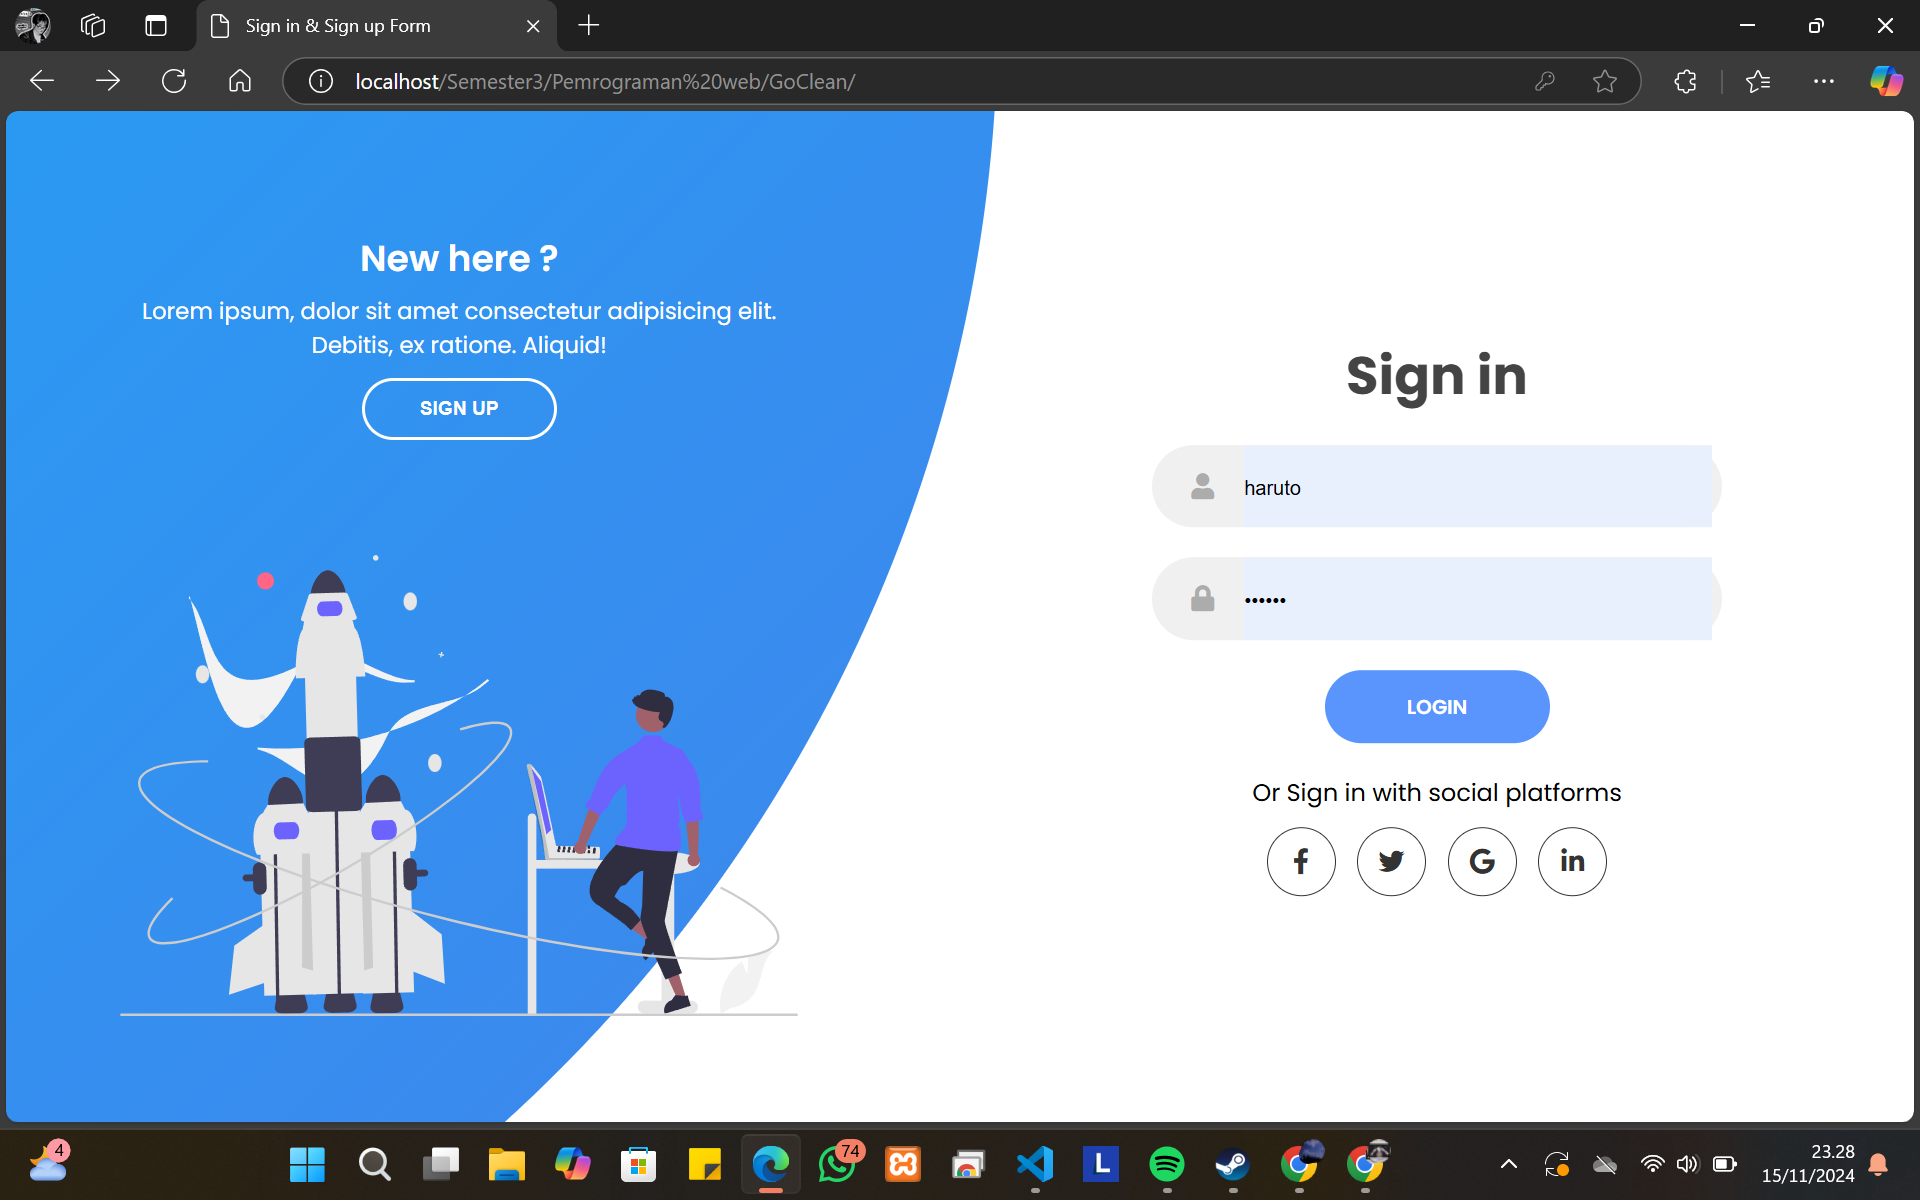 Sign in & Sign up Form
localhost/Semester3/Pemrograman%20web/GoClean/
New here ?
Lorem ipsum, dolor sit amet consectetur adipisicing elit.
Debitis, ex ratione. Aliquid!
SIGN UP
Sign in
haruto
••••••
LOGIN
Or Sign in with social platforms
f
G
in
4
74
L
23.28
15/11/2024